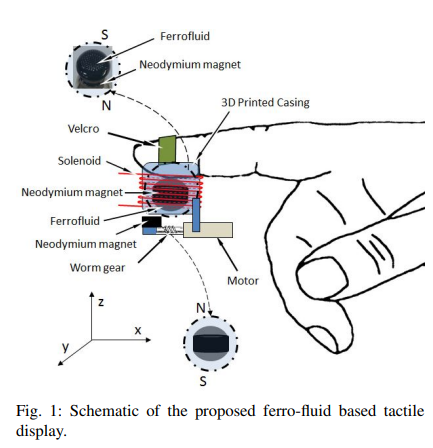 S
Ferrofluid
Neodymium magnet
N
3D Printed Casing
Velcro
Solenoid
Neodymium magnet
Ferrofluid
Neodymium magnet
Worm gear
Motor
z
x
y
N
S
Fig. 1: Schematic of the proposed ferro-fluid based tactile
display.